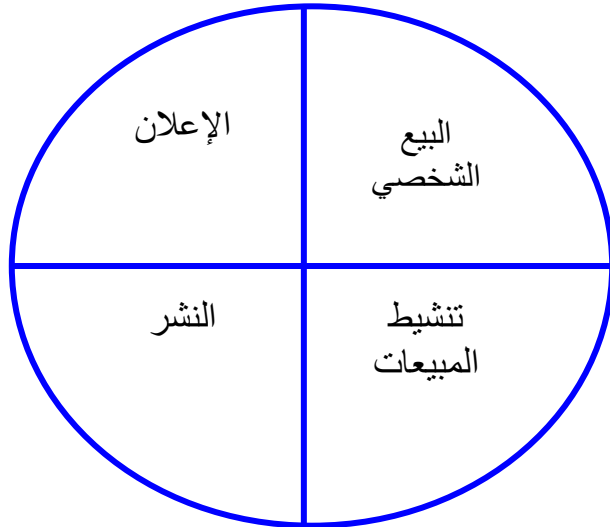 البيع
الشخصي
الإعلان
تنشيط
المبيعات
النشر